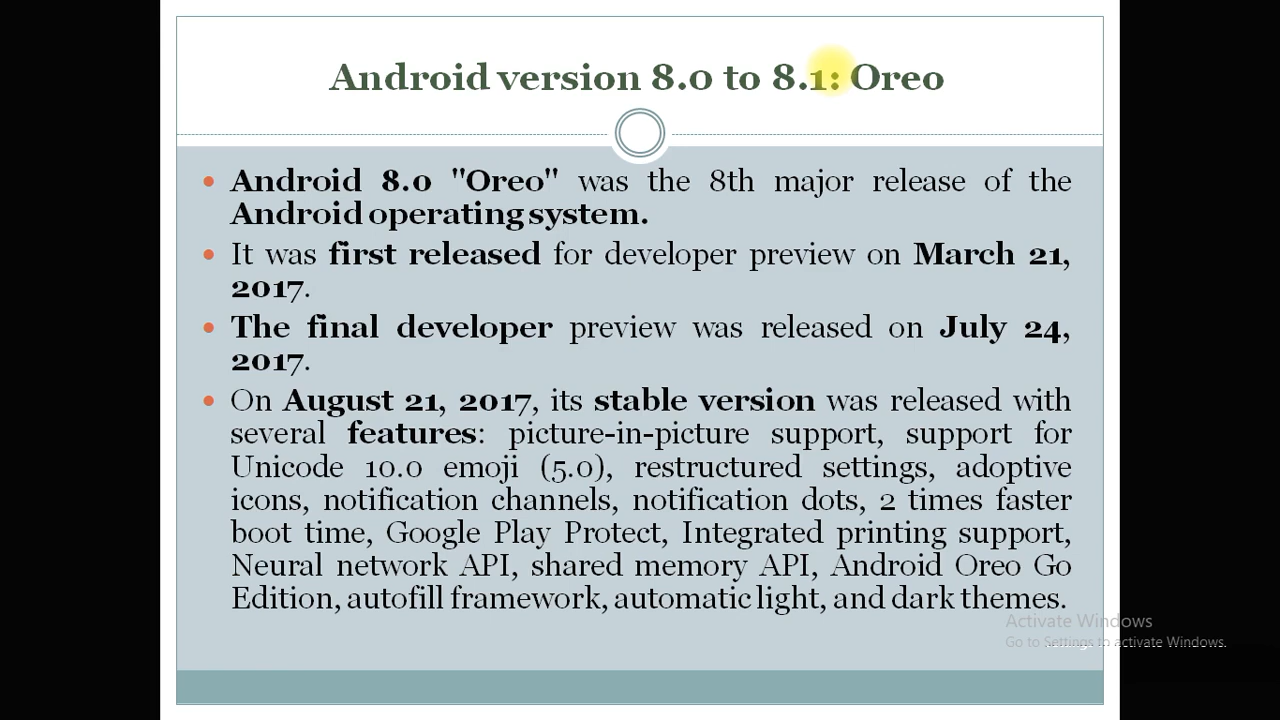 Android version 8.0 to 8.1: Oreo
• Android 8.0 "Oreo" was the 8th major release of the
Android operating system.
• It was first released for developer preview on March 21,
2017.
• The final developer preview was released on July 24,
2017.
• On August 21, 2017, its stable version was released with
several features: picture-in-picture support, support for
Unicode 10.0 emoji (5.0), restructured settings, adoptive
icons, notification channels, notification dots, 2 times faster
boot time, Google Play Protect, Integrated printing support,
Neural network API, shared memory API, Android Oreo Go
Edition, autofill framework, automatic light, and dark themes.
Activate Windows
Go to Settings to activate Windows.